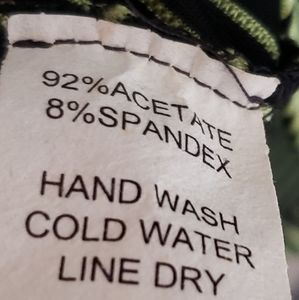 92%ACETATE
8%SPANDEX
HAND WASH
COLD WATER
LINE DRY